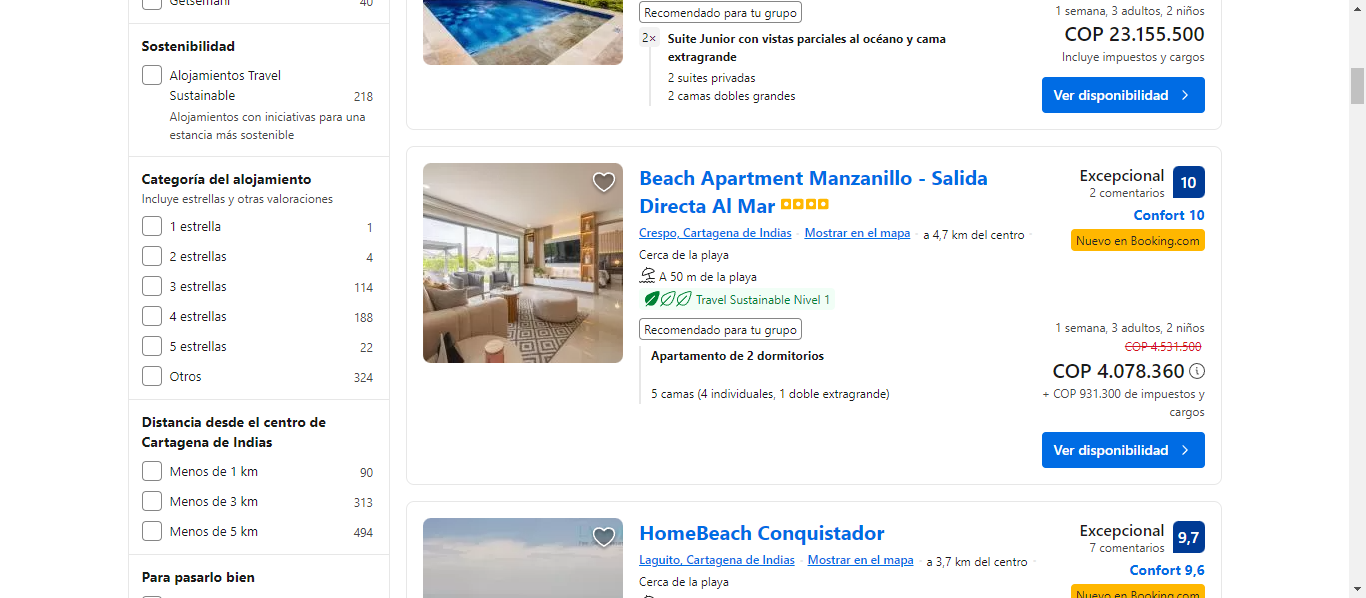 Getsemaní
40
Sostenibilidad
Alojamientos Travel
Sustainable
218
Alojamientos con iniciativas para una
estancia más sostenible
Categoría del alojamiento
Incluye estrellas y otras valoraciones
1 estrella
1
2 estrellas
4
3 estrellas
114
4 estrellas
188
5 estrellas
22
Otros
324
Distancia desde el centro de
Cartagena de Indias
Menos de 1 km
90
Menos de 3 km
313
Menos de 5 km
494
Para pasarlo bien
Recomendado para tu grupo
2×
Suite Junior con vistas parciales al océano y cama
extragrande
2 suites privadas
2 camas dobles grandes
1 semana, 3 adultos, 2 niños
COP 23.155.500
Incluye impuestos y cargos
Ver disponibilidad
Beach Apartment Manzanillo - Salida
Directa Al Mar
Crespo, Cartagena de Indias · Mostrar en el mapa · a 4,7 km del centro ·
Cerca de la playa
A 50 m de la playa
Travel Sustainable Nivel 1
Recomendado para tu grupo
Apartamento de 2 dormitorios
5 camas (4 individuales, 1 doble extragrande)
Excepcional
10
2 comentarios
Confort 10
Nuevo en Booking.com
1 semana, 3 adultos, 2 niños
COP 4.531.500
COP 4.078.360
+ COP 931.300 de impuestos y
cargos
Ver disponibilidad
HomeBeach Conquistador
Laguito, Cartagena de Indias · Mostrar en el mapa · a 3,7 km del centro ·
Cerca de la playa
Excepcional
9,7
7 comentarios
Confort 9,6
Nuevo en Booking.com